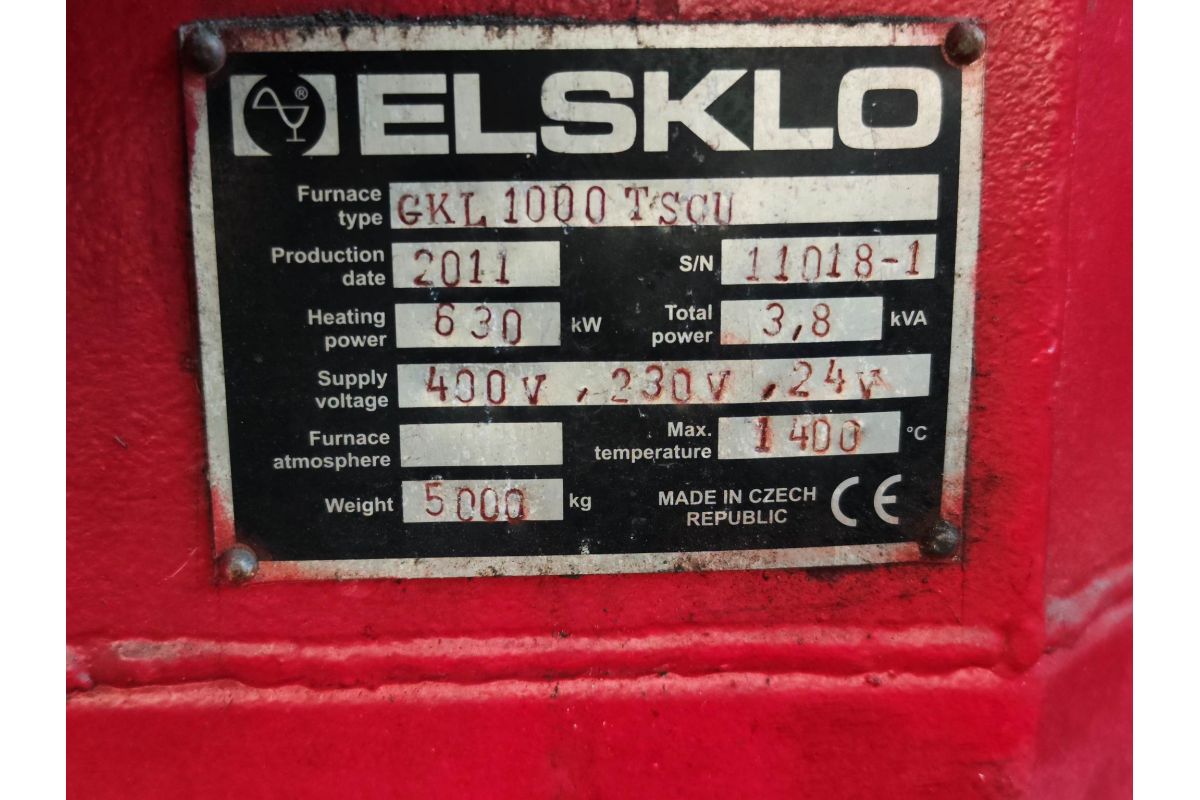 ® ELSKLO
Furnace type GKL 1000 TSCU
Production date 2011 S/N 11018-1
Heating power 630 kW Total power 3,8 kVA
Supply voltage 400V , 230V , 24V
Furnace atmosphere Max. temperature 1400 °C
Weight 5000 kg MADE IN CZECH REPUBLIC CE